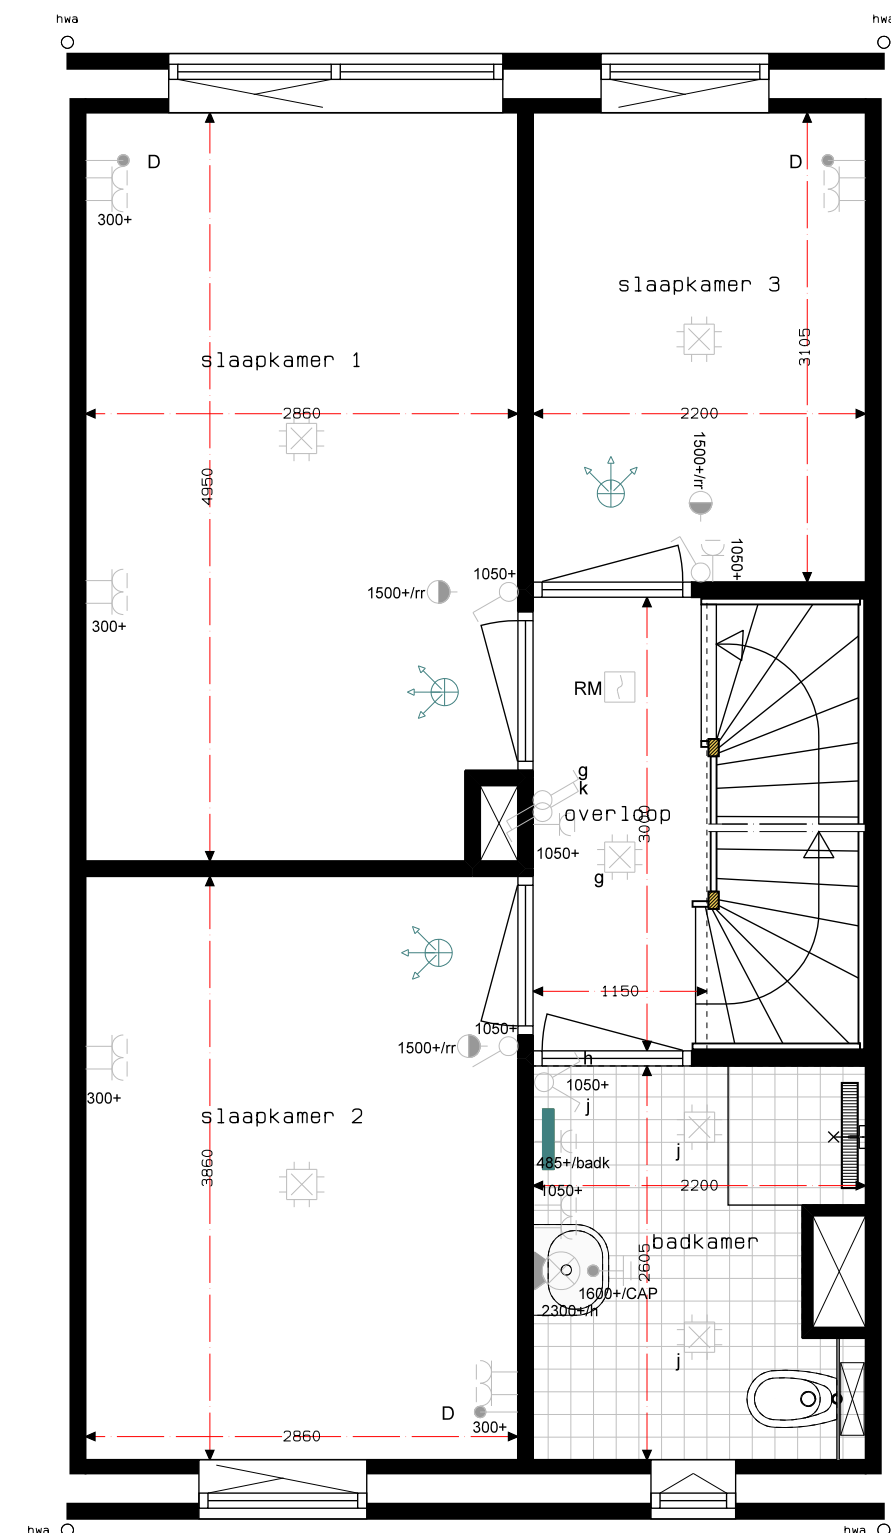 hwa
hwa
D
D
300+
slaapkamer 3
3105
slaapkamer 1
2860
2200
1500+/rr
4950
1050+
1050+
1500+/rr
300+
RM
g
k
overloop
3000
1050+
g
1150
1050+
1500+/rr
h
1050+
300+
j
slaapkamer 2
j
485+/badk
3860
2200
1050+
badkamer
2605
1600+/CAP
2300+/h
j
D
300+
2860
hwa
hwa